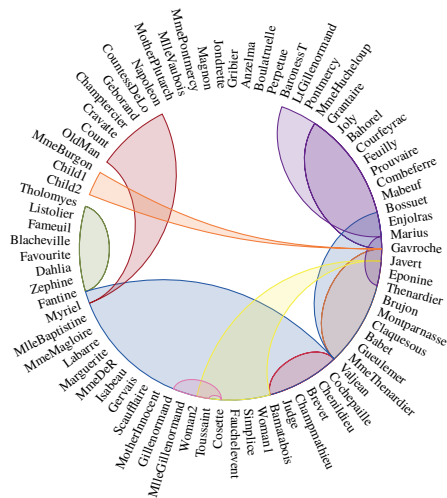 MmePontmercy
MlleVaubois
MotherPlutarch
Napoleon
CountessDeLo
Geborand
Champtercier
Cravatte
Count
OldMan
MmeBurgon
Child1
Child2
Tholomyes
Listolier
Fameuil
Blacheville
Favourite
Dahlia
Zephine
Fantine
Myriel
MlleBaptistine
MmeMagloire
Labarre
Marguerite
MmeDeR
Isabeau
Gervais
Scaufflaire
MotherInnocent
Gillenormand
MlleGillenormand
Woman2
Toussaint
Cosette
Fauchelevent
Simplice
Woman1
Bamatabois
Judge
Champmathieu
Brevet
Chenildieu
Cochepaille
Valjean
MmeThenardier
Gueulemer
Babet
Claquesous
Montparnasse
Brujon
Thenardier
Eponine
Javert
Gavroche
Marius
Enjolras
Bossuet
Mabeuf
Combeferre
Prouvaire
Feuilly
Courfeyrac
Bahorel
Joly
Grantaire
MmeHucheloup
Pontmercy
LtGillenormand
BaronessT
Perpetue
Boulatruelle
Anzelma
Gribier
Jondrette
Magnon